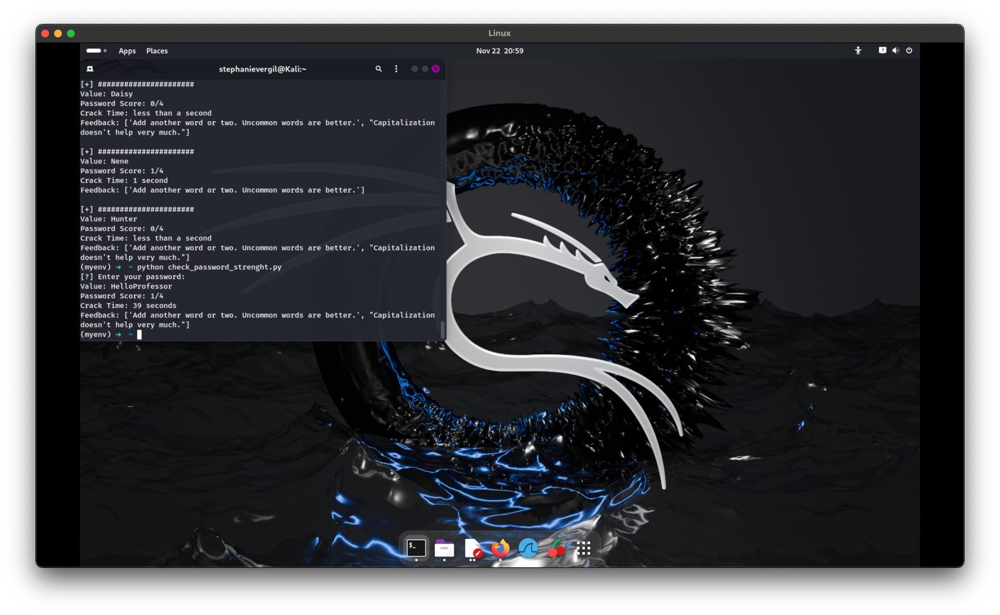 Linux
Apps Places Nov 22 20:59
stephanievergil@Kali:~
[+] ######################
Value: Daisy
Password Score: 0/4
Crack Time: less than a second
Feedback: ['Add another word or two. Uncommon words are better.', "Capitalization
doesn't help very much."]
[+] ######################
Value: Nene
Password Score: 1/4
Crack Time: 1 second
Feedback: ['Add another word or two. Uncommon words are better.']
[+] ######################
Value: Hunter
Password Score: 0/4
Crack Time: less than a second
Feedback: ['Add another word or two. Uncommon words are better.', "Capitalization
doesn't help very much."]
(myenv) → ~ python check_password_strenght.py
[?] Enter your password:
Value: HelloProfessor
Password Score: 1/4
Crack Time: 39 seconds
Feedback: ['Add another word or two. Uncommon words are better.', "Capitalization
doesn't help very much."]
(myenv) → ~
$_